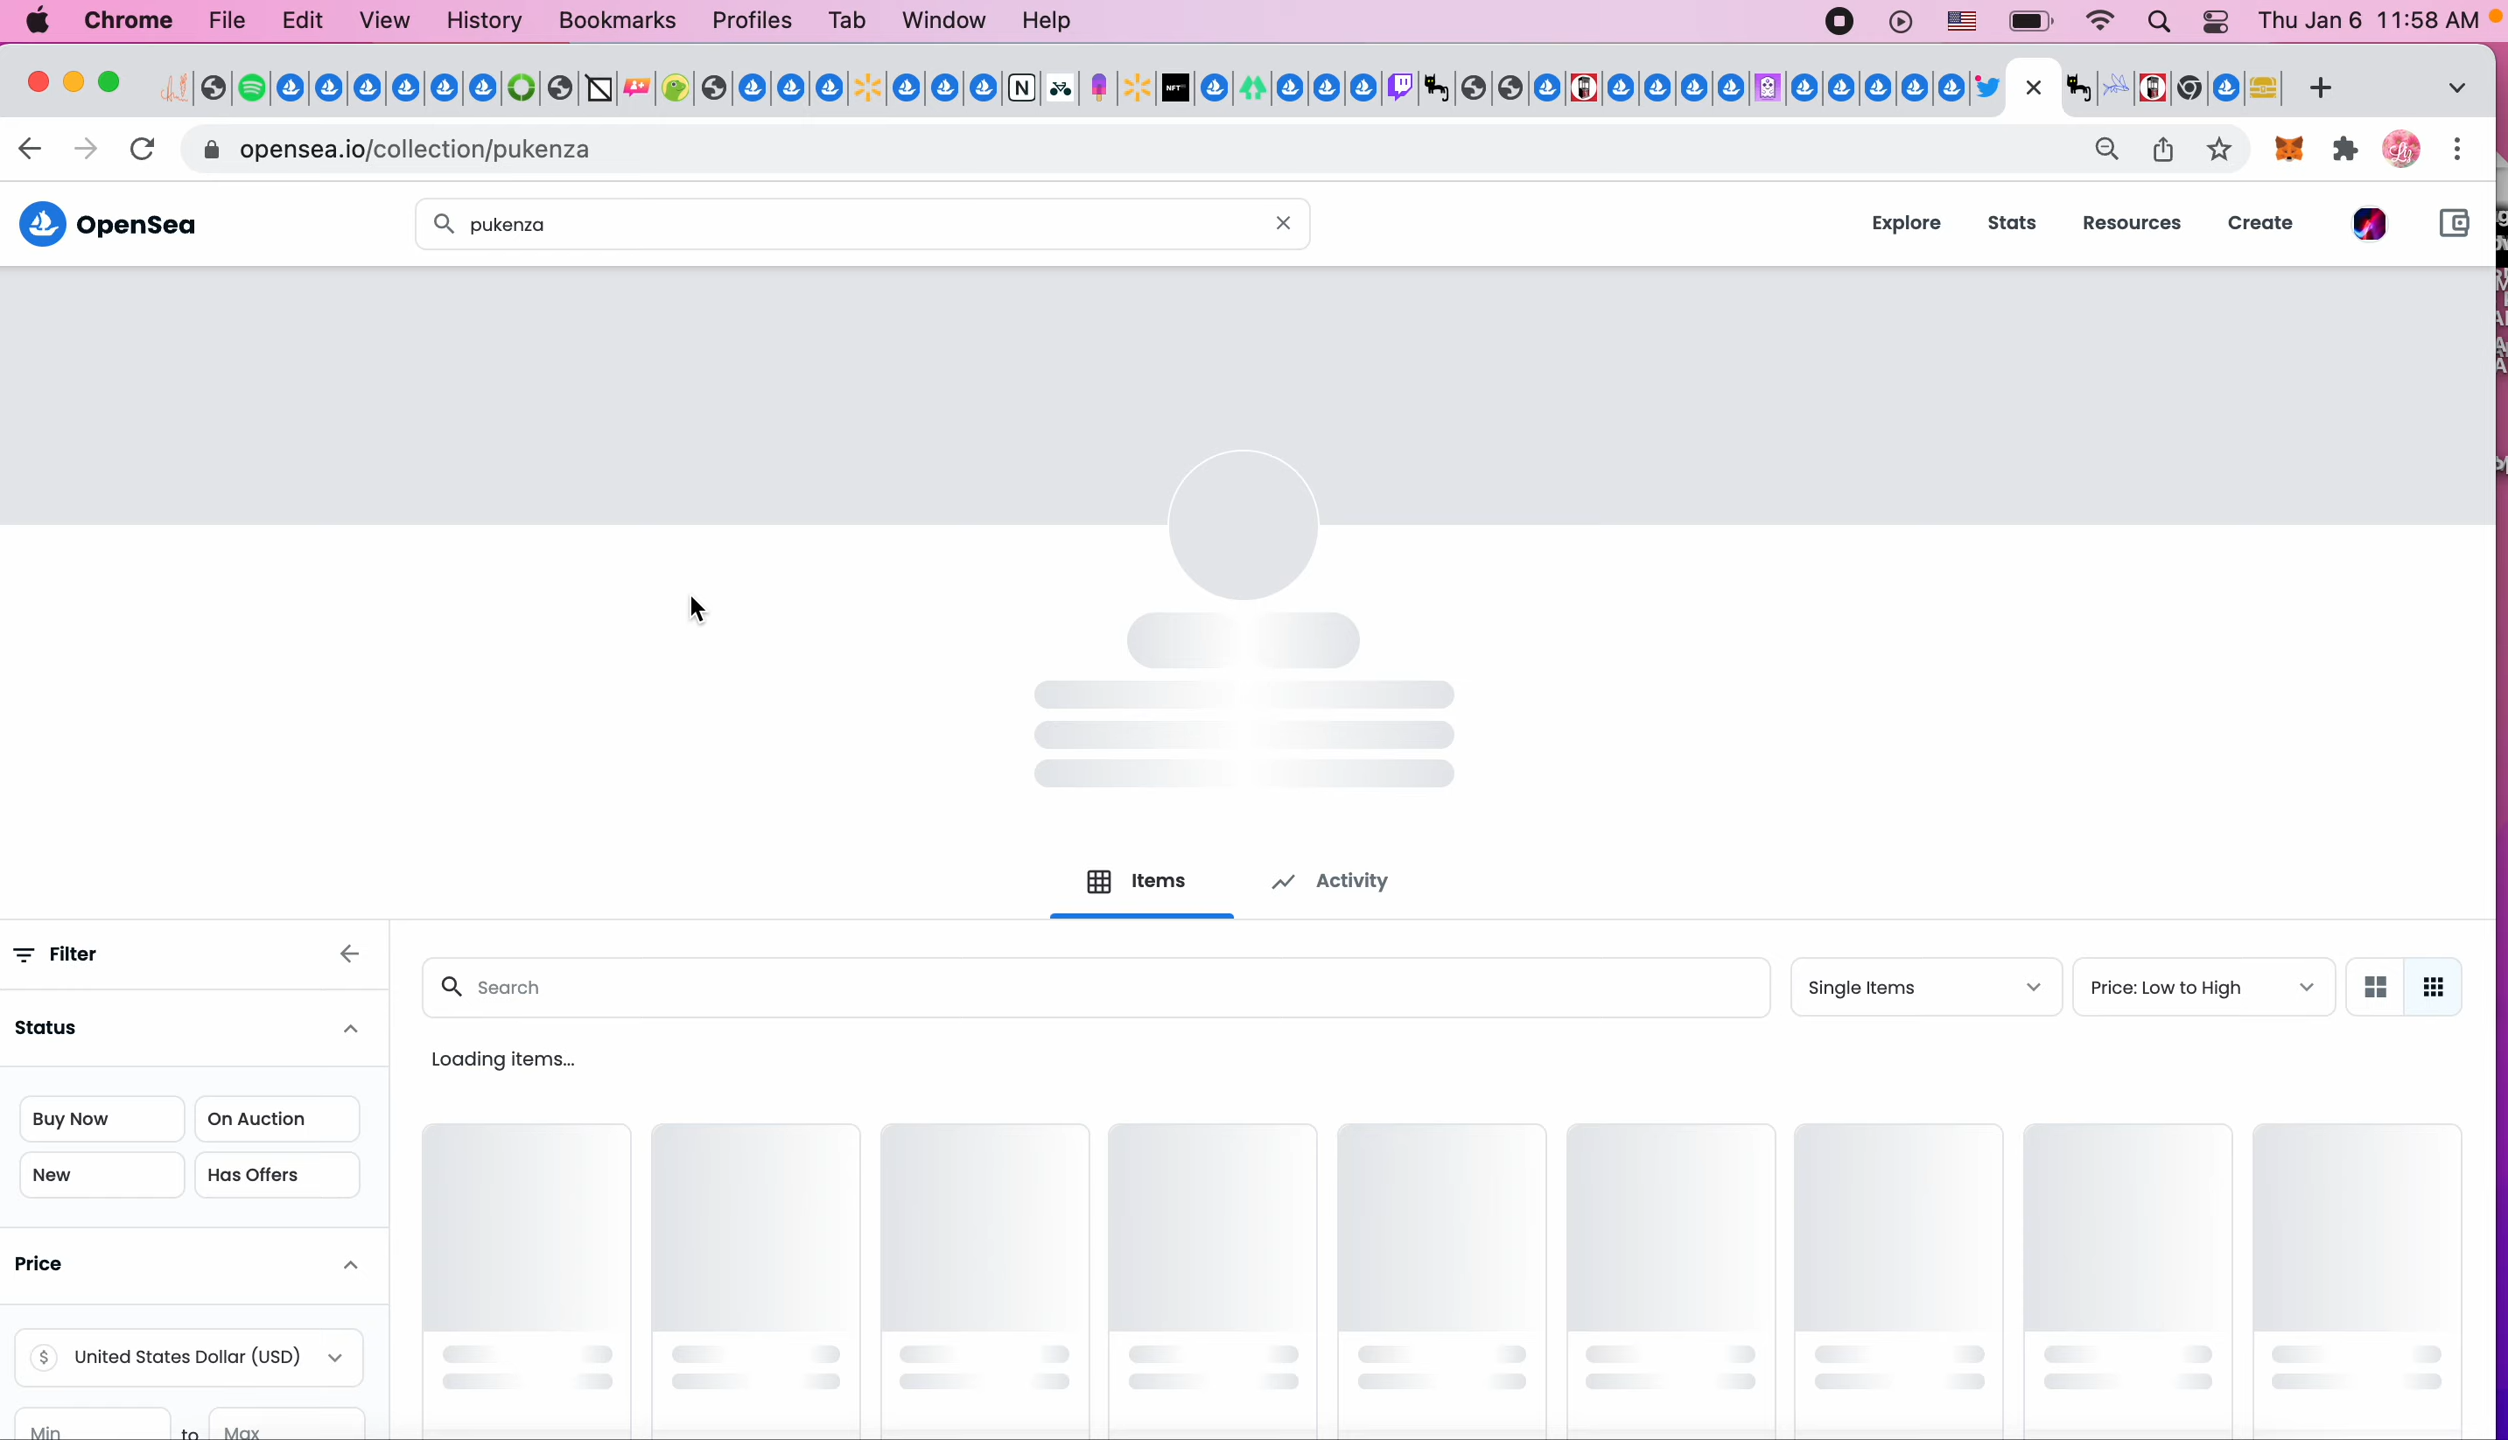 Chrome File Edit View History Bookmarks Profiles Tab Window Help Thu Jan 6 11:58 AM
opensea.io/collection/pukenza
OpenSea pukenza Explore Stats Resources Create
Items Activity
Filter
Search Single Items Price: Low to High
Status
Loading items...
Buy Now On Auction
New Has Offers
Price
$ United States Dollar (USD)
Min to Max